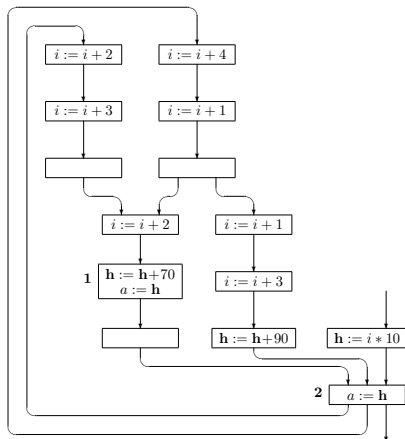 i := i + 2
i := i + 4
i := i + 3
i := i + 1
i := i + 2
i := i + 1
1
h := h+70
a := h
i := i + 3
h := h+90
h := i * 10
2
a := h